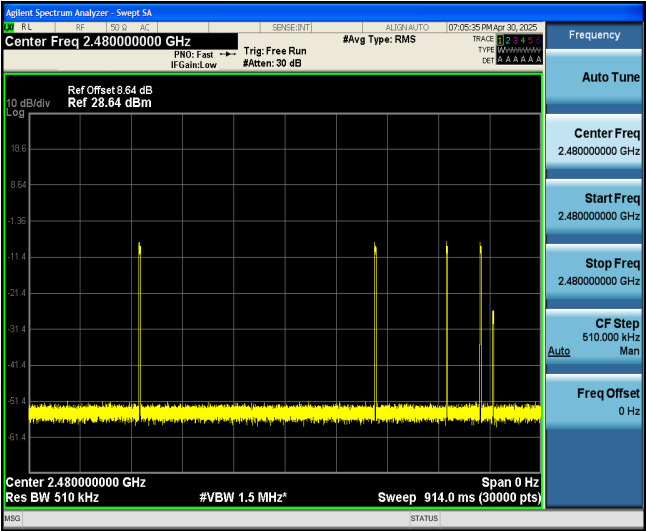 Agilent Spectrum Analyzer - Swept SA
LXI RL RF 50 Ω AC SENSE:INT ALIGN AUTO 07:05:35 PM Apr 30, 2025
Center Freq 2.480000000 GHz
PNO: Fast
IFGain:Low
Trig: Free Run
#Atten: 30 dB
#Avg Type: RMS
TRACE 1 2 3 4 5 6
TYPE
DET A A A A A A
Ref Offset 8.64 dB
10 dB/div Ref 28.64 dBm
Log
18.6
8.64
-1.36
-11.4
-21.4
-31.4
-41.4
-51.4
-61.4
Center 2.480000000 GHz Span 0 Hz
Res BW 510 kHz #VBW 1.5 MHz* Sweep 914.0 ms (30000 pts)
MSG STATUS
Frequency
Auto Tune
Center Freq
2.480000000 GHz
Start Freq
2.480000000 GHz
Stop Freq
2.480000000 GHz
CF Step
510.000 kHz
Auto Man
Freq Offset
0 Hz